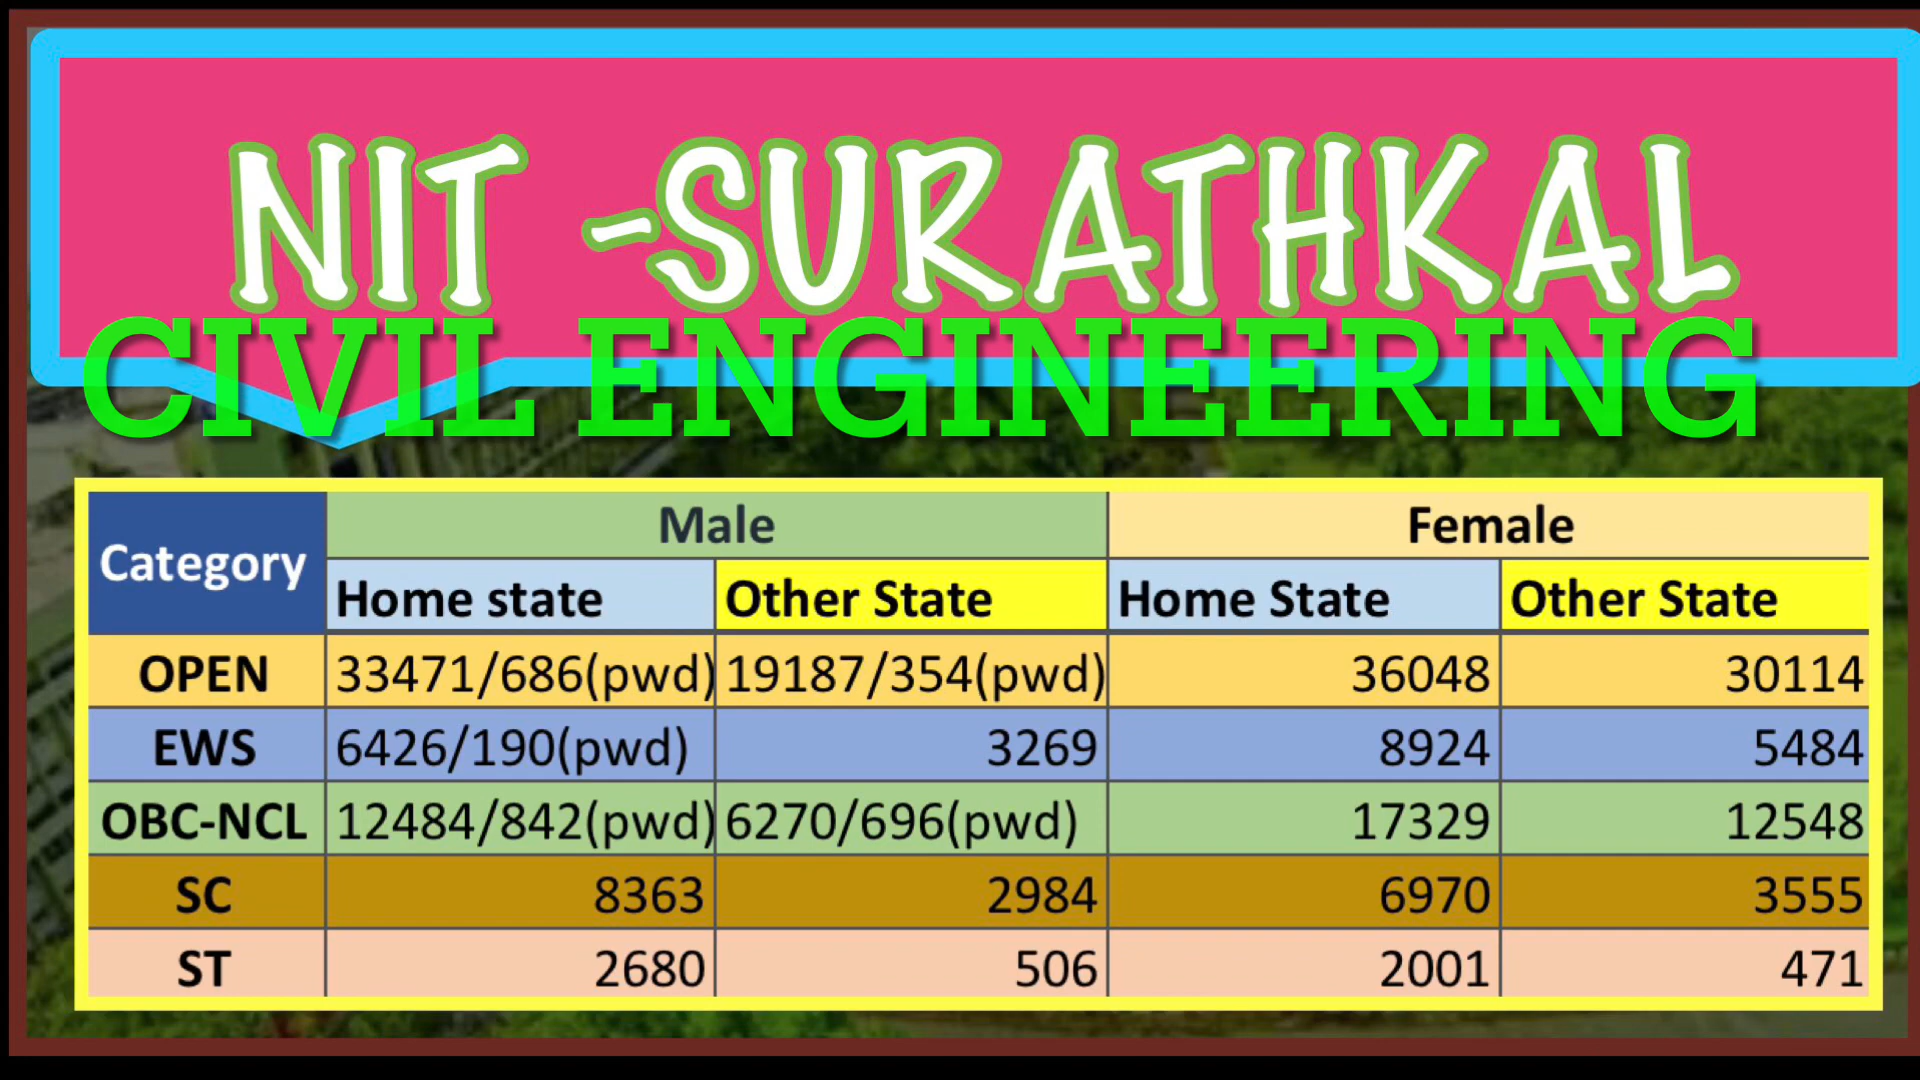 NIT -SURATHKAL
CIVIL ENGINEERING
Category Male Female
Home state Other State Home State Other State
OPEN 33471/686(pwd) 19187/354(pwd) 36048 30114
EWS 6426/190(pwd) 3269 8924 5484
OBC-NCL 12484/842(pwd) 6270/696(pwd) 17329 12548
SC 8363 2984 6970 3555
ST 2680 506 2001 471